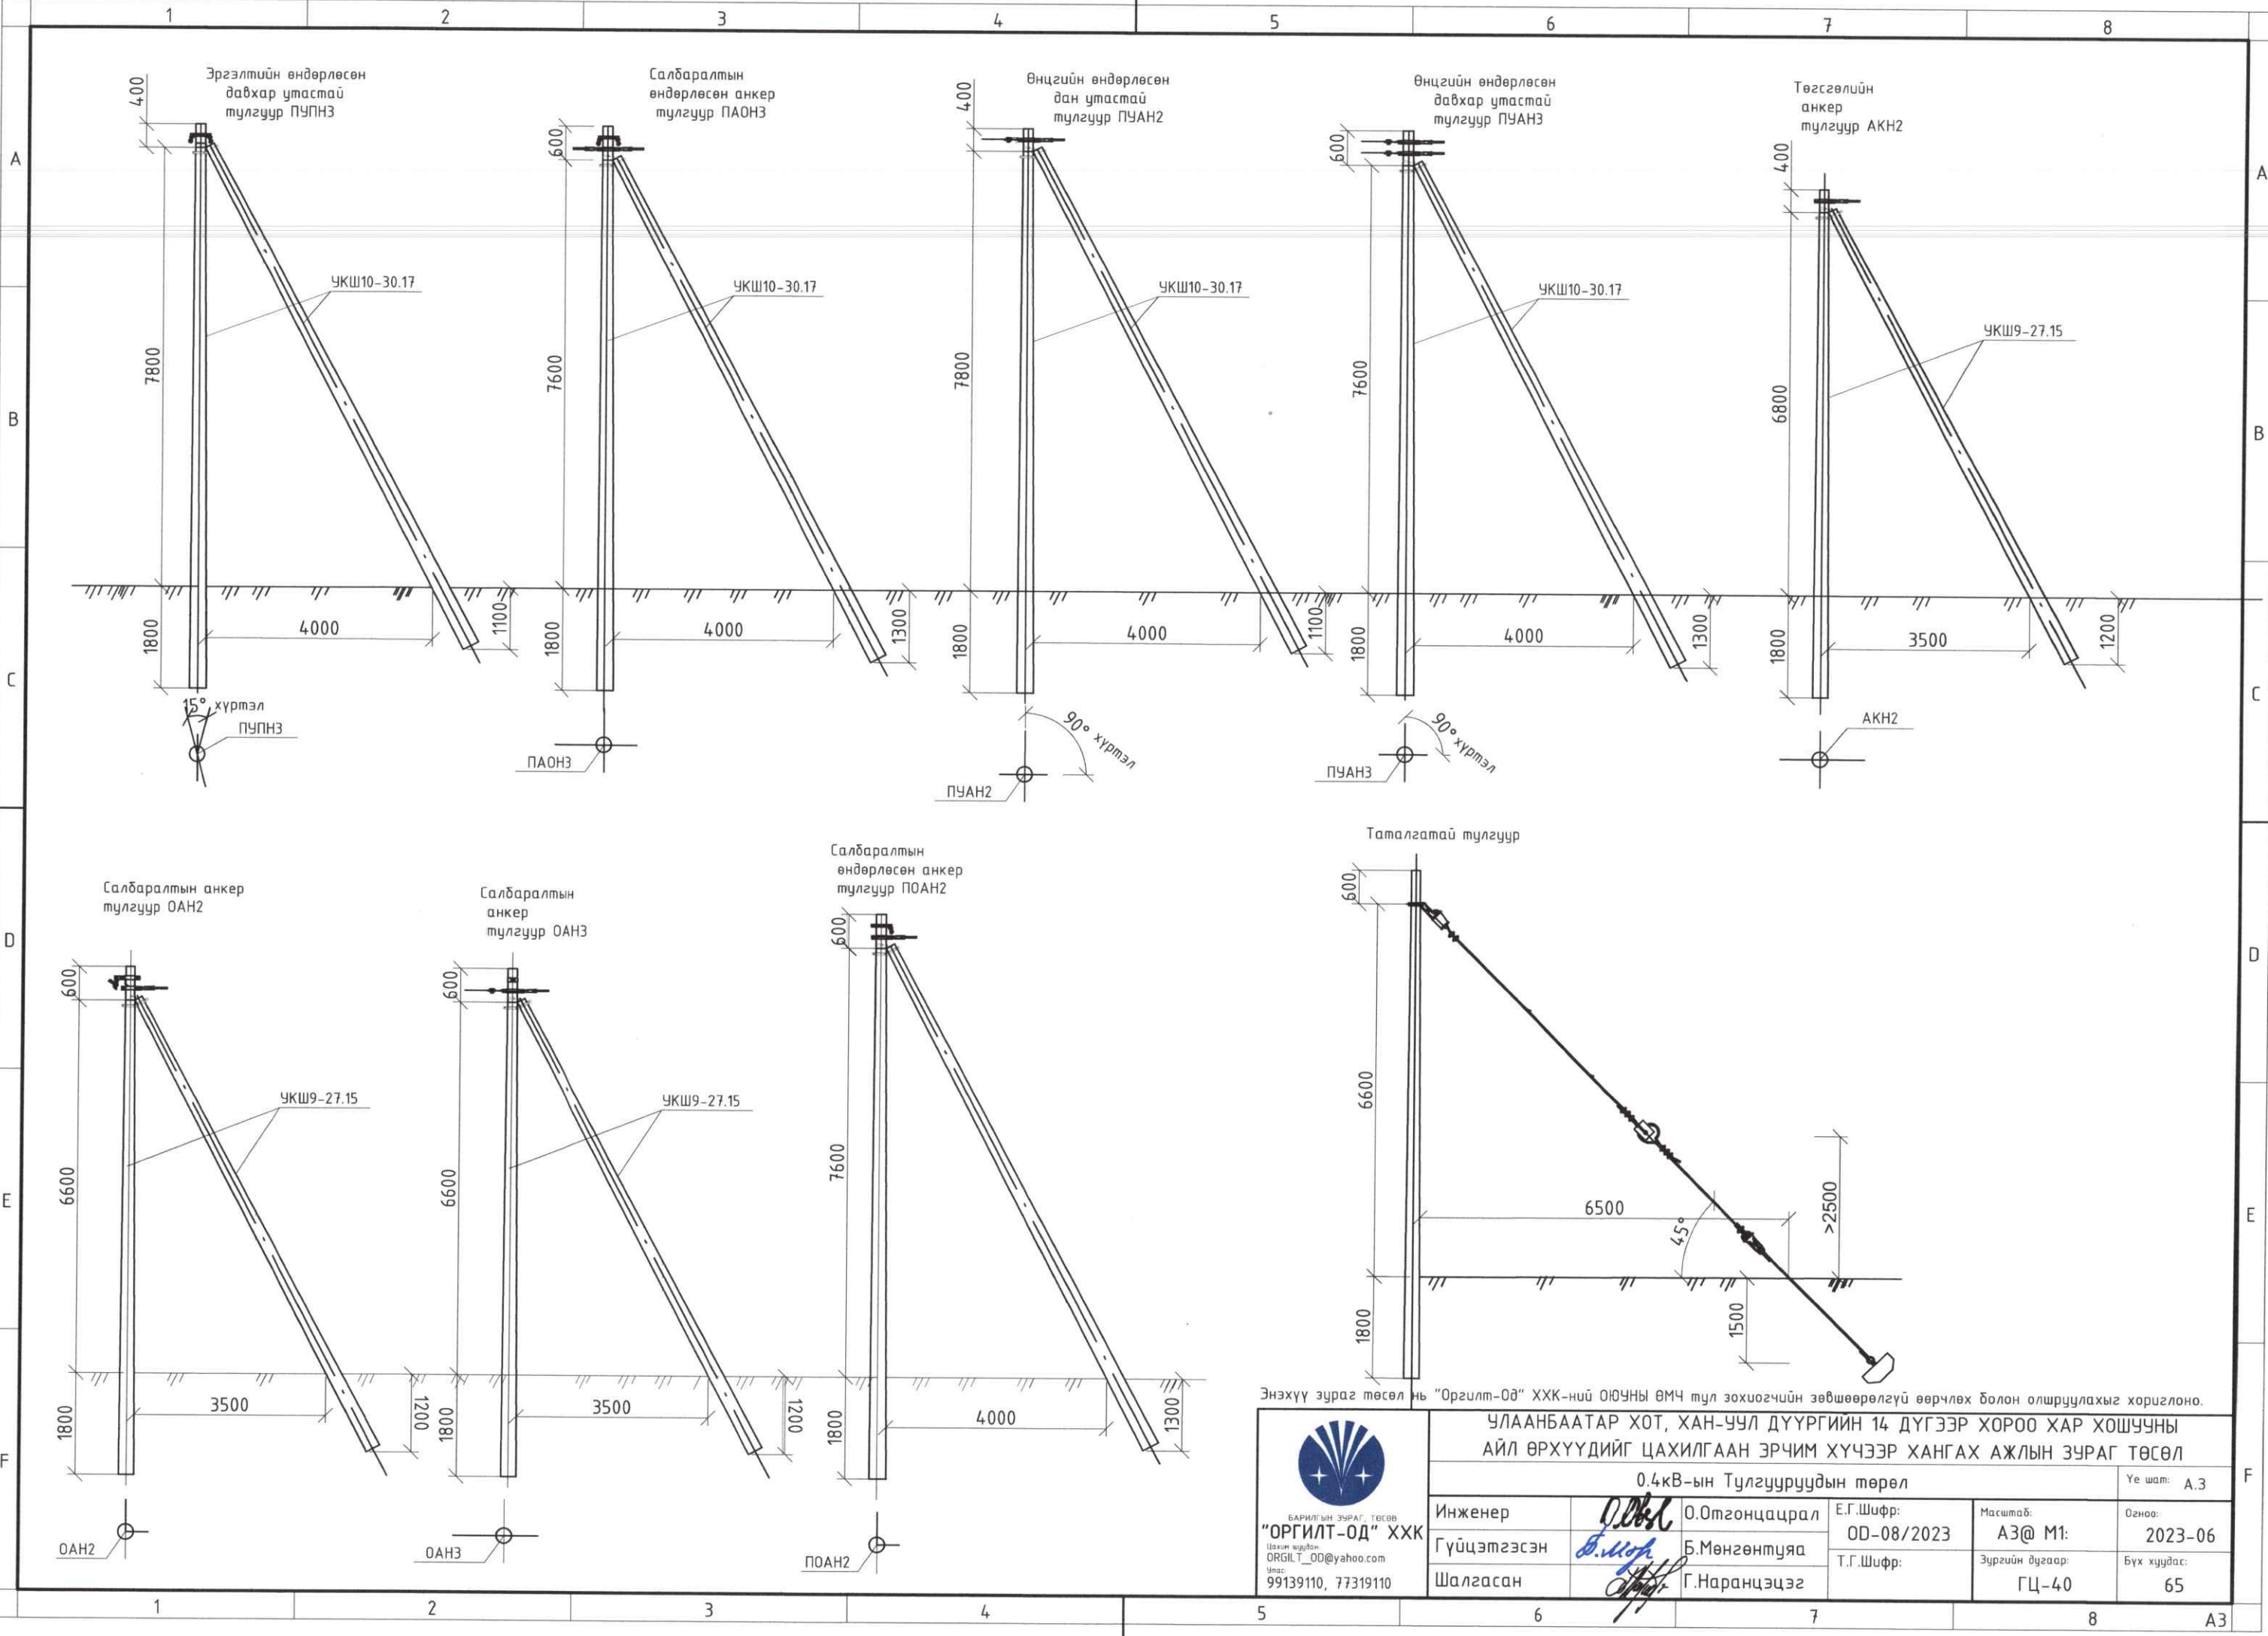 1 2 3 4 5 6 7 8
A
B
C
D
E
F
Эргэлтийн өндөрлөсөн
давхар утастай
тулгуур ПУПН3
400
7800
1800
УКШ10-30.17
4000
1100
15° хүртэл
ПУПН3
Салбаралтын
өндөрлөсөн анкер
тулгуур ПАОН3
600
7600
1800
УКШ10-30.17
4000
1300
ПАОН3
Өнцгийн өндөрлөсөн
дан утастай
тулгуур ПУАН2
400
7800
1800
УКШ10-30.17
4000
1100
90° хүртэл
ПУАН2
Өнцгийн өндөрлөсөн
давхар утастай
тулгуур ПУАН3
600
7600
1800
УКШ10-30.17
4000
1300
90° хүртэл
ПУАН3
Төгсгөлийн
анкер
тулгуур АКН2
400
6800
1800
УКШ9-27.15
3500
1200
АКН2
Салбаралтын анкер
тулгуур ОАН2
600
6600
1800
УКШ9-27.15
3500
1200
ОАН2
Салбаралтын
анкер
тулгуур ОАН3
600
6600
1800
УКШ9-27.15
3500
1200
ОАН3
Салбаралтын
өндөрлөсөн анкер
тулгуур ПОАН2
600
7600
1800
4000
1300
ПОАН2
Таталгатай тулгуур
600
6600
1800
6500
45°
>2500
1500
Энэхүү зураг төсөл нь "Оргилт-Од" ХХК-ний ОЮУНЫ ӨМЧ тул зохиогчийн зөвшөөрөлгүй өөрчлөх болон олшруулахыг хориглоно.
БАРИЛГЫН ЗУРАГ, ТӨСӨВ
"ОРГИЛТ-ОД" ХХК
Цахим шуудан:
ORGILT_OD@yahoo.com
Утас:
99139110, 77319110
УЛААНБААТАР ХОТ, ХАН-УУЛ ДҮҮРГИЙН 14 ДҮГЭЭР ХОРОО ХАР ХОШУУНЫ
АЙЛ ӨРХҮҮДИЙГ ЦАХИЛГААН ЭРЧИМ ХҮЧЭЭР ХАНГАХ АЖЛЫН ЗУРАГ ТӨСӨЛ
0.4кВ-ын Тулгууруудын төрөл
Үе шат: А.З
Инженер О.Отгонцацрал
Гүйцэтгэсэн Б.Мөнгөнтуяа
Шалгасан Г.Наранцэцэг
Е.Г.Шифр:
OD-08/2023
Т.Г.Шифр:
Масштаб:
А3@ М1:
Зургийн дугаар:
ГЦ-40
Огноо:
2023-06
Бүх хуудас:
65
A
B
C
D
E
F
1 2 3 4 5 6 7 8
А3